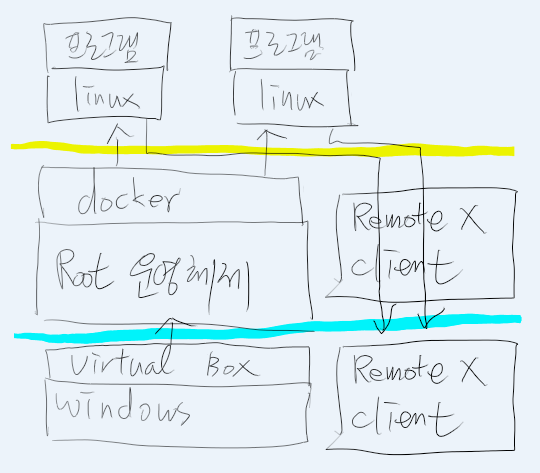 프로그램
프로그램
linux
linux
docker
Remote X
client
Root 운영체제
Virtual Box
Remote X
client
Windows